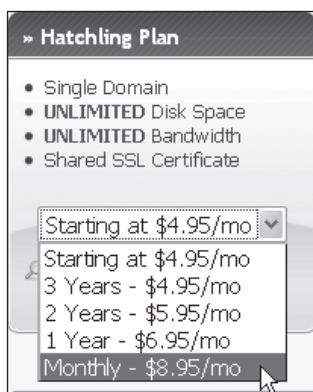 » Hatchling Plan
• Single Domain
• UNLIMITED Disk Space
• UNLIMITED Bandwidth
• Shared SSL Certificate
Starting at $4.95/mo
Starting at $4.95/mo
3 Years - $4.95/mo
2 Years - $5.95/mo
1 Year - $6.95/mo
Monthly - $8.95/mo